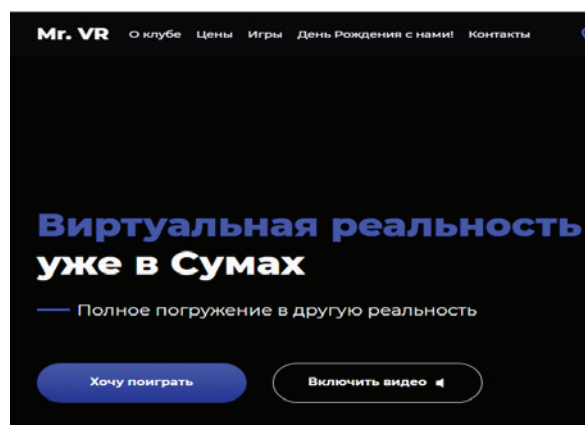 Mr. VR О клубе Цены Игры День Рождения с нами! Контакты
Виртуальная реальность
уже в Сумах
Полное погружение в другую реальность
Хочу поиграть Включить видео